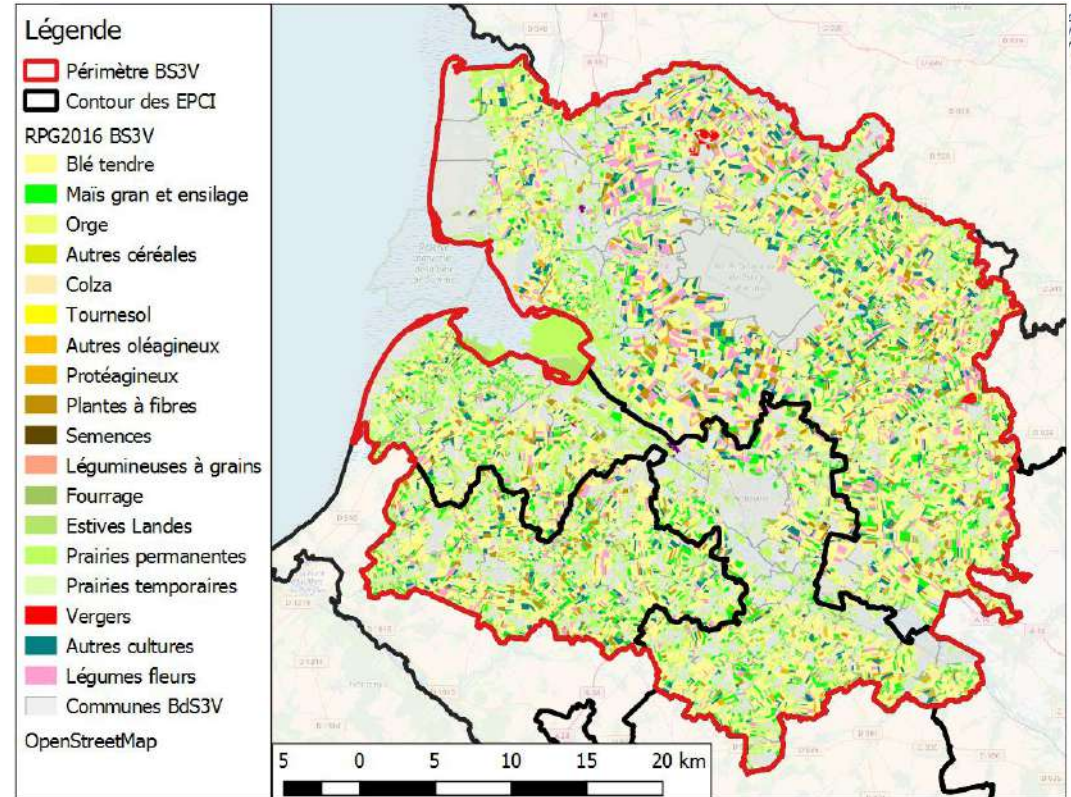 Légende
Périmètre BS3V
Contour des EPCI
RPG2016 BS3V
Blé tendre
Maïs gran et ensilage
Orge
Autres céréales
Colza
Tournesol
Autres oléagineux
Protéagineux
Plantes à fibres
Semences
Légumineuses à grains
Fourrage
Estives Landes
Prairies permanentes
Prairies temporaires
Vergers
Autres cultures
Légumes fleurs
Communes BdS3V
OpenStreetMap
5 0 5 10 15 20 km